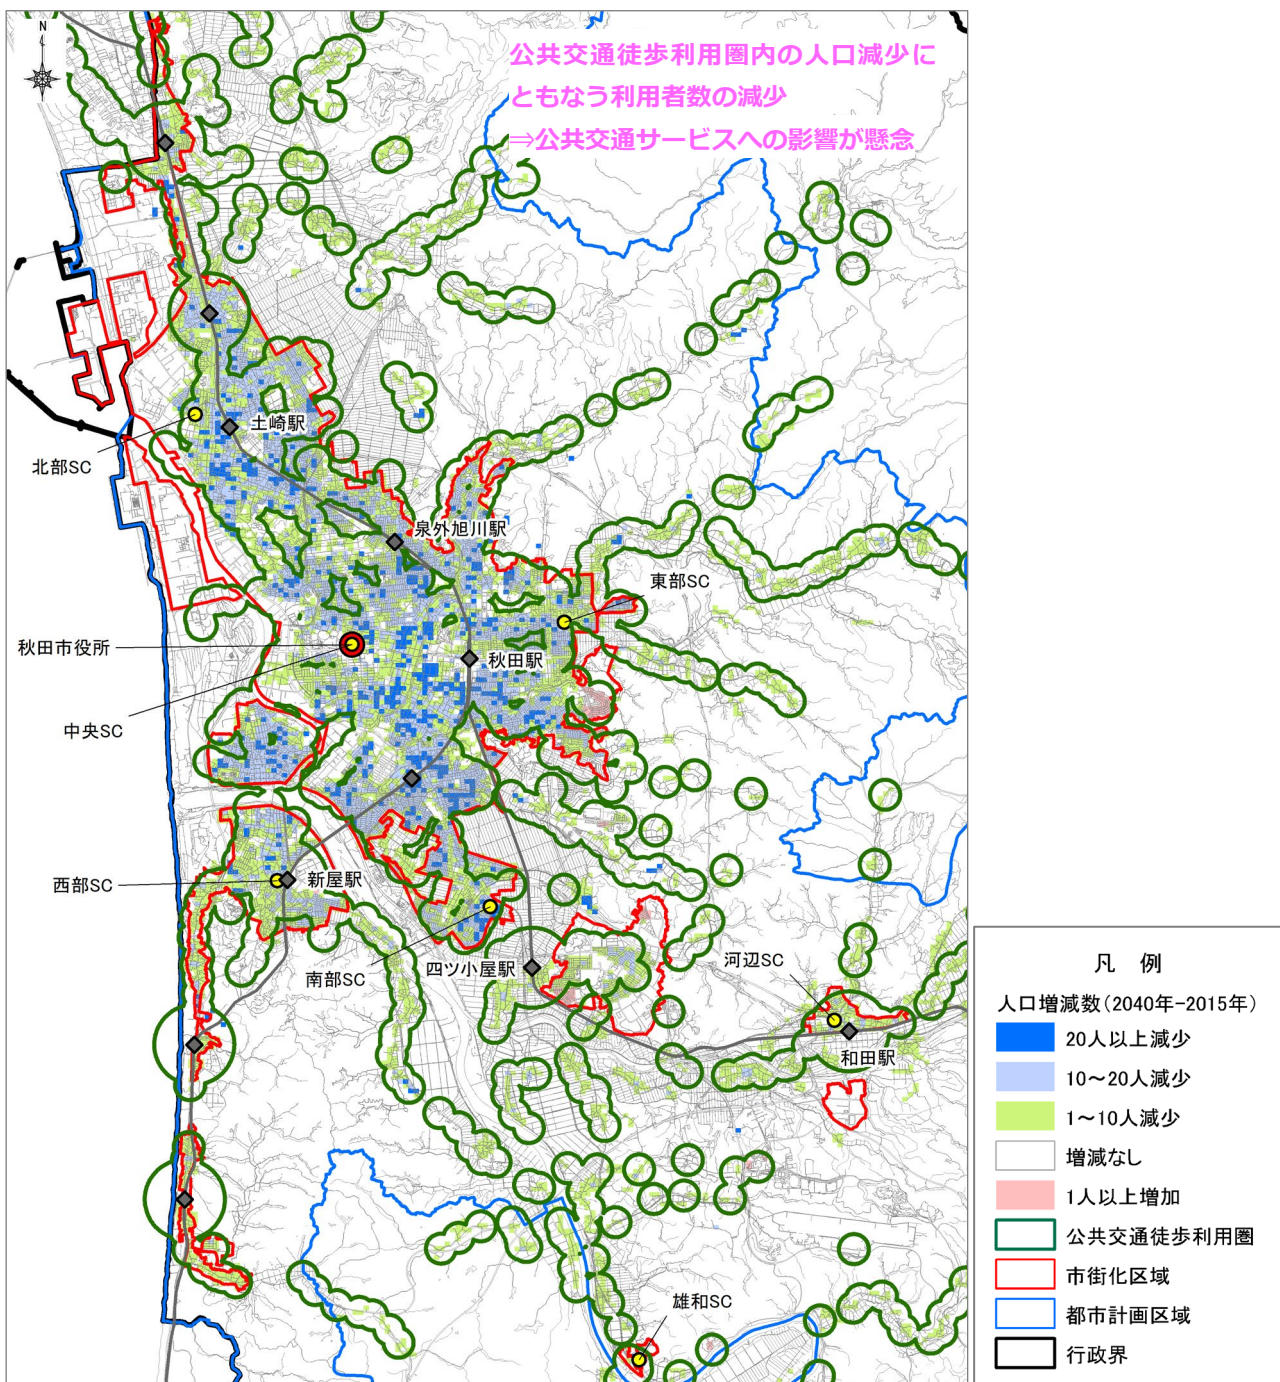 N
公共交通徒歩利用圏内の人口減少に
ともなう利用者数の減少
⇒公共交通サービスへの影響が懸念
土崎駅
北部SC
泉外旭川駅
東部SC
秋田市役所
秋田駅
中央SC
西部SC
新屋駅
南部SC
四ツ小屋駅
河辺SC
和田駅
雄和SC
凡 例
人口増減数(2040年-2015年)
20人以上減少
10～20人減少
1～10人減少
増減なし
1人以上増加
公共交通徒歩利用圏
市街化区域
都市計画区域
行政界